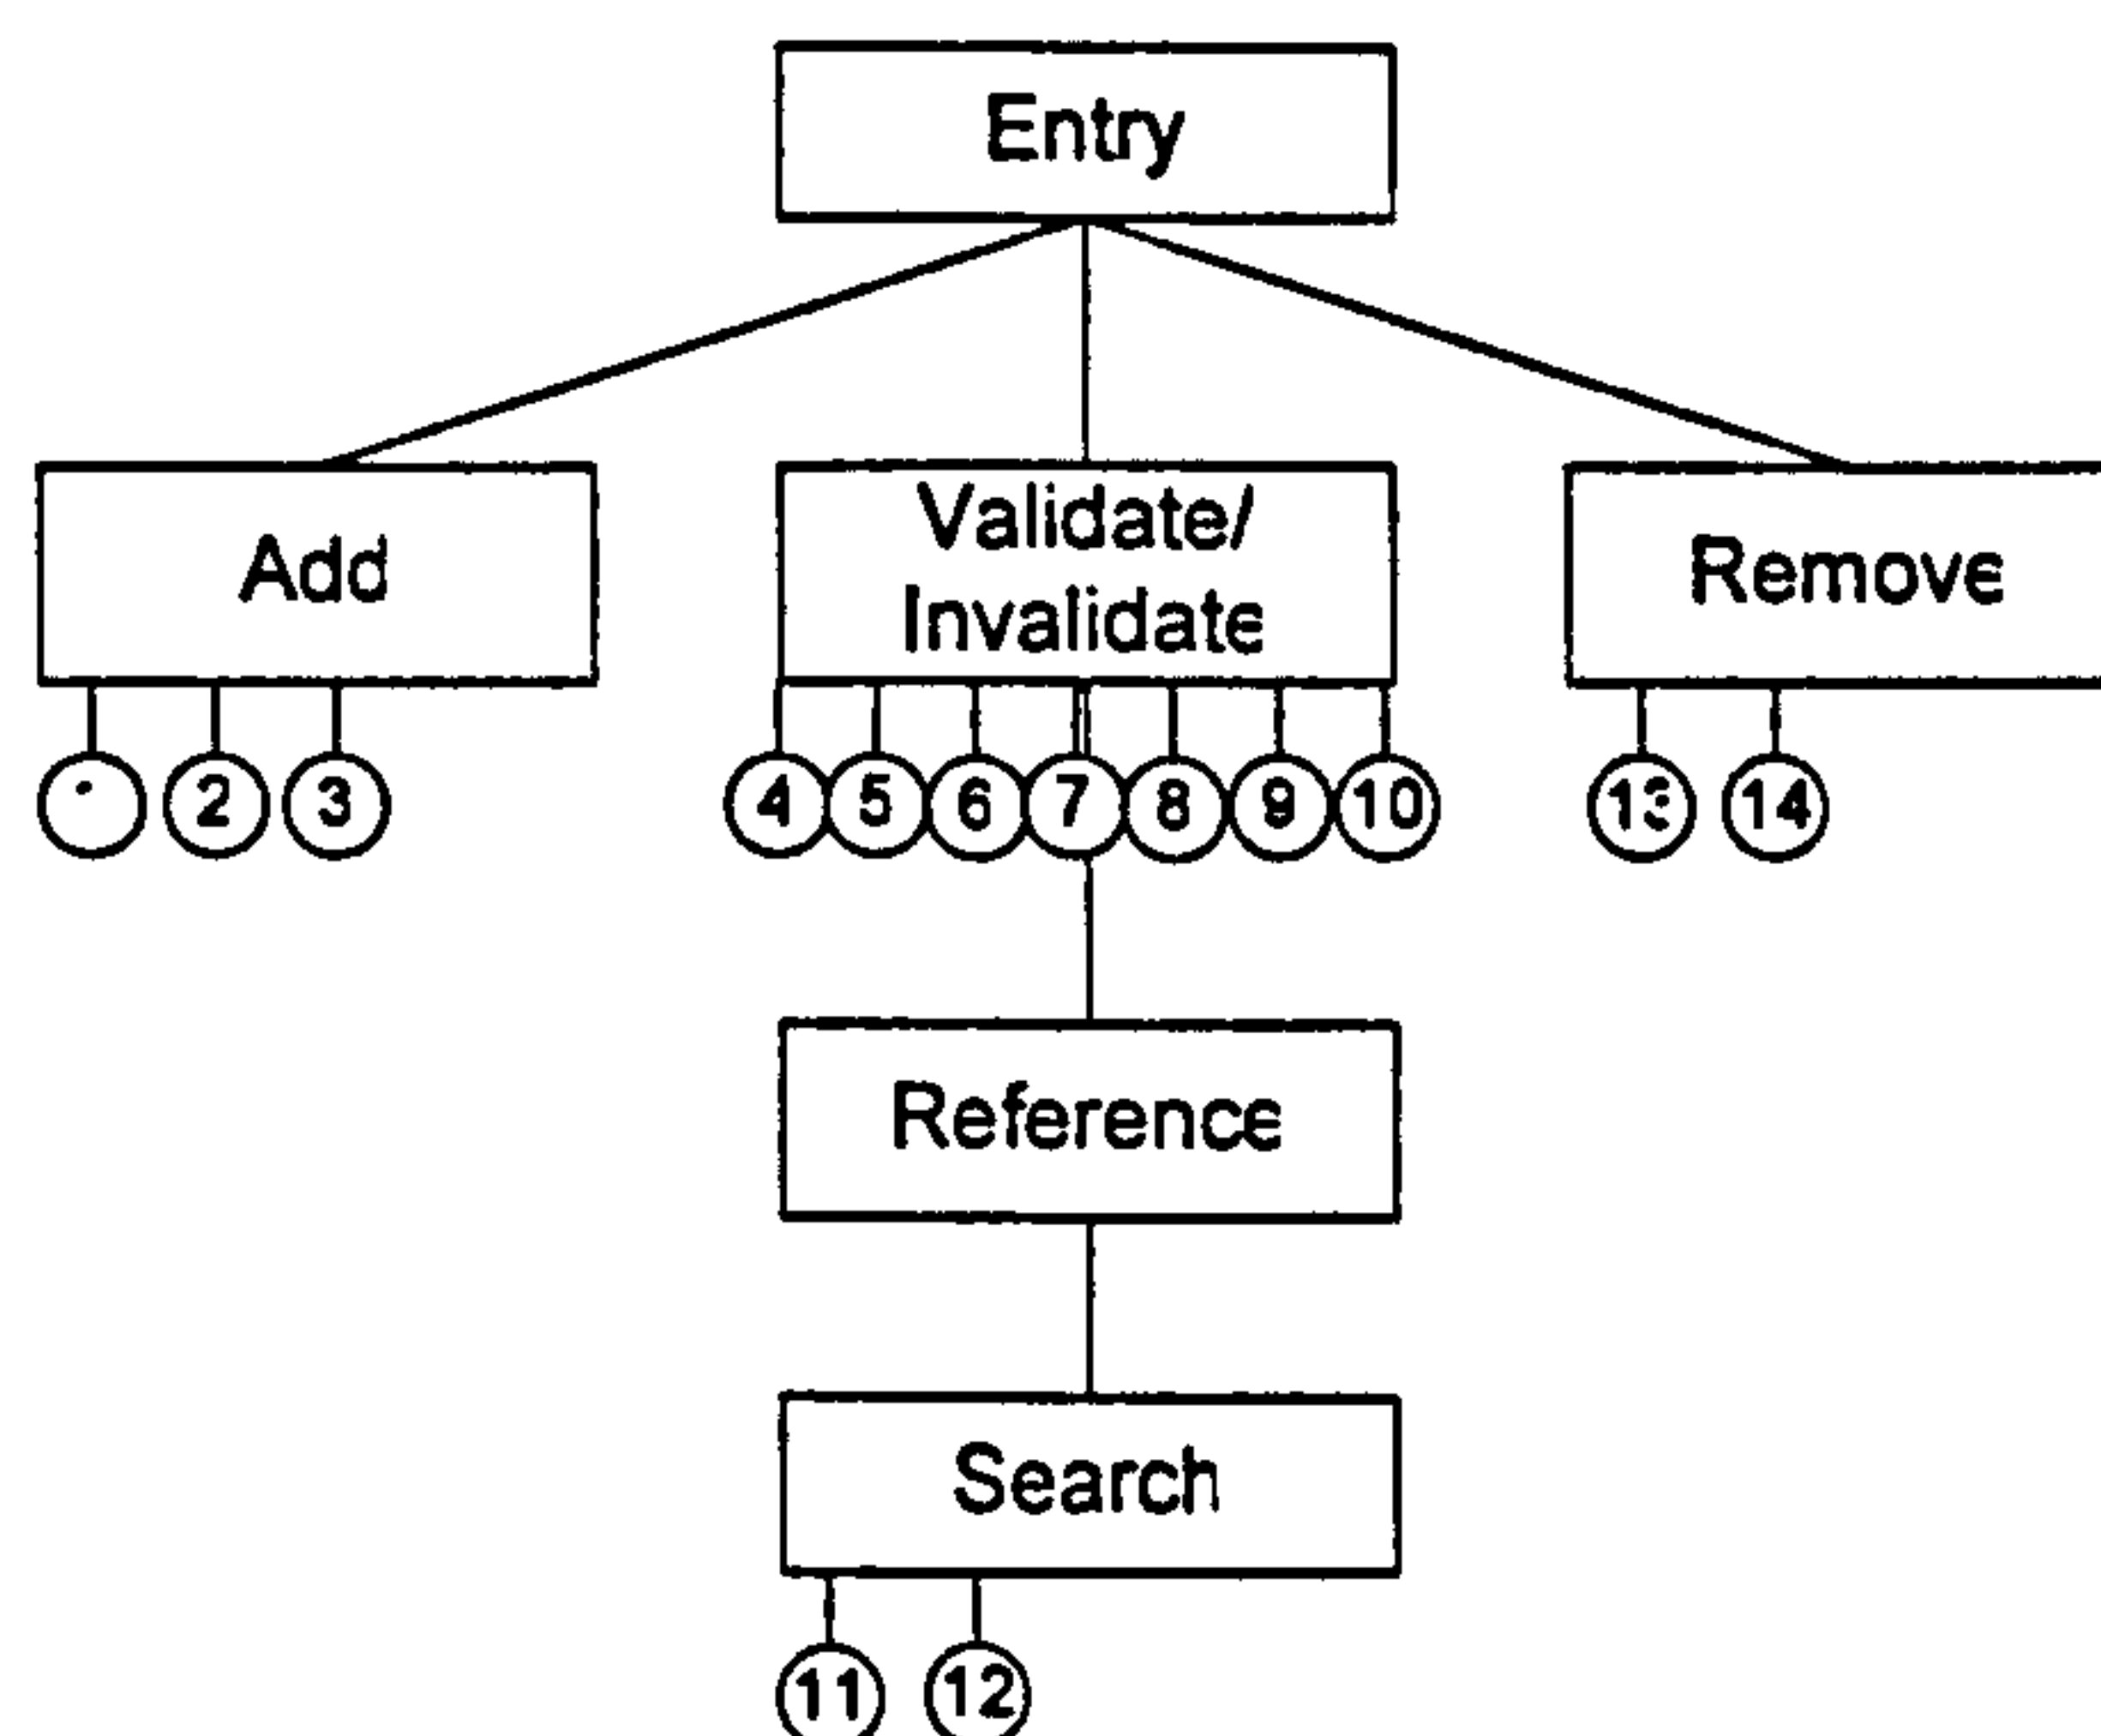 Entry
Add
Validate/
Invalidate
Remove
2 3 4 5 6 7 8 9 10 13 14
Reference
Search
11 12